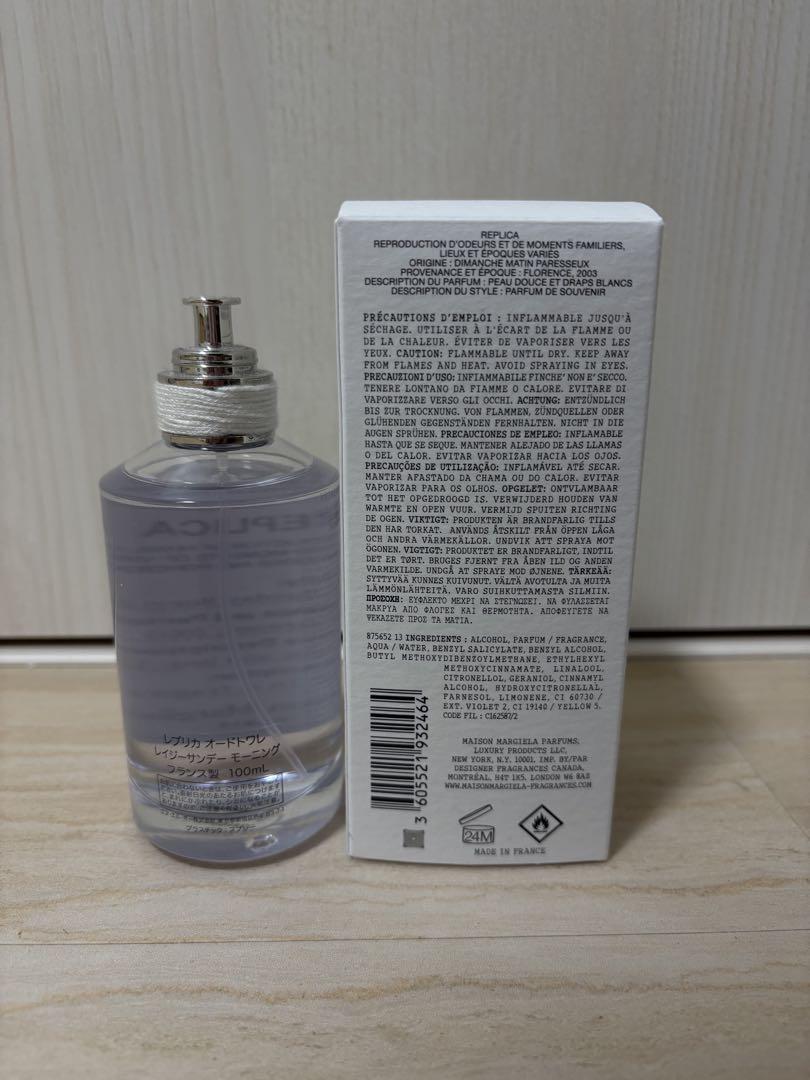 REPLICA
REPRODUCTION D'ODEURS ET DE MOMENTS FAMILIERS,
LIEUX ET ÉPOQUES VARIÉS
ORIGINE : DIMANCHE MATIN PARESSEUX
PROVENANCE ET ÉPOQUE : FLORENCE, 2003
DESCRIPTION DU PARFUM : PEAU DOUCE ET DRAPS BLANCS
DESCRIPTION DU STYLE : PARFUM DE SOUVENIR
PRÉCAUTIONS D'EMPLOI : INFLAMMABLE JUSQU'À
SÉCHAGE. UTILISER À L'ÉCART DE LA FLAMME OU
DE LA CHALEUR. ÉVITER DE VAPORISER VERS LES
YEUX. CAUTION: FLAMMABLE UNTIL DRY. KEEP AWAY
FROM FLAMES AND HEAT. AVOID SPRAYING IN EYES.
PRECAUZIONI D'USO: INFIAMMABILE FINCHE' NON E' SECCO.
TENERE LONTANO DA FIAMME O CALORE. EVITARE DI
VAPORIZZARE VERSO GLI OCCHI. ACHTUNG: ENTZÜNDLICH
BIS ZUR TROCKNUNG. VON FLAMMEN, ZÜNDQUELLEN ODER
GLÜHENDEN GEGENSTÄNDEN FERNHALTEN. NICHT IN DIE
AUGEN SPRÜHEN. PRECAUCIONES DE EMPLEO: INFLAMABLE
HASTA QUE SE SEQUE. MANTENER ALEJADO DE LAS LLAMAS
O DEL CALOR. EVITAR VAPORIZAR HACIA LOS OJOS.
PRECAUÇÕES DE UTILIZAÇÃO: INFLAMÁVEL ATÉ SECAR.
MANTER AFASTADO DA CHAMA OU DO CALOR. EVITAR
VAPORIZAR PARA OS OLHOS. OPGELET: ONTVLAMBAAR
TOT HET OPGEDROOGD IS. VERWIJDERD HOUDEN VAN
WARMTE EN OPEN VUUR. VERMIJD SPUITEN RICHTING
DE OGEN. VIKTIGT: PRODUKTEN ÄR BRANDFARLIG TILLS
DEN HAR TORKAT. ANVÄNDS ÅTSKILT FRÅN ÖPPEN LÅGA
OCH ANDRA VÄRMEKÄLLOR. UNDVIK ATT SPRAYA MOT
ÖGONEN. VIGTIGT: PRODUKTET ER BRANDFARLIGT, INDTIL
DET ER TØRT. BRUGES FJERNT FRA ÅBEN ILD OG ANDEN
VARMEKILDE. UNDGÅ AT SPRAYE MOD ØJNENE. TÄRKEÄÄ:
SYTTYVÄÄ KUNNES KUIVUNUT. VÄLTÄ AVOTULTA JA MUITA
LÄMMÖNLÄHTEITÄ. VARO SUIHKUTTAMASTA SILMIIN.
ΠΡΟΣΟΧΗ: ΕΥΦΛΕΚΤΟ ΜΕΧΡΙ ΝΑ ΣΤΕΓΝΩΣΕΙ. ΝΑ ΦΥΛΑΣΣΕΤΑΙ
ΜΑΚΡΥΑ ΑΠΟ ΦΛΟΓΕΣ ΚΑΙ ΘΕΡΜΟΤΗΤΑ. ΑΠΟΦΕΥΓΕΤΕ ΝΑ
ΨΕΚΑΖΕΤΕ ΠΡΟΣ ΤΑ ΜΑΤΙΑ.
875652 13 INGREDIENTS : ALCOHOL, PARFUM / FRAGRANCE,
AQUA / WATER, BENZYL SALICYLATE, BENZYL ALCOHOL,
BUTYL METHOXYDIBENZOYLMETHANE, ETHYLHEXYL
METHOXYCINNAMATE, LINALOOL,
CITRONELLOL, GERANIOL, CINNAMYL
ALCOHOL, HYDROXYCITRONELLAL,
FARNESOL, LIMONENE, CI 60730 /
EXT. VIOLET 2, CI 19140 / YELLOW 5.
CODE FIL : C162587/2
3 605521 932464
MAISON MARGIELA PARFUMS,
LUXURY PRODUCTS LLC,
NEW YORK, N.Y. 10001. IMP. BY/PAR
DESIGNER FRAGRANCES CANADA,
MONTRÉAL, H4T 1K5. LONDON W6 8AZ
WWW.MAISONMARGIELA-FRAGRANCES.COM
24M
MADE IN FRANCE
レプリカ オードトワレ
レイジーサンデー モーニング
フランス製 100mL
プラスチック：スプレー